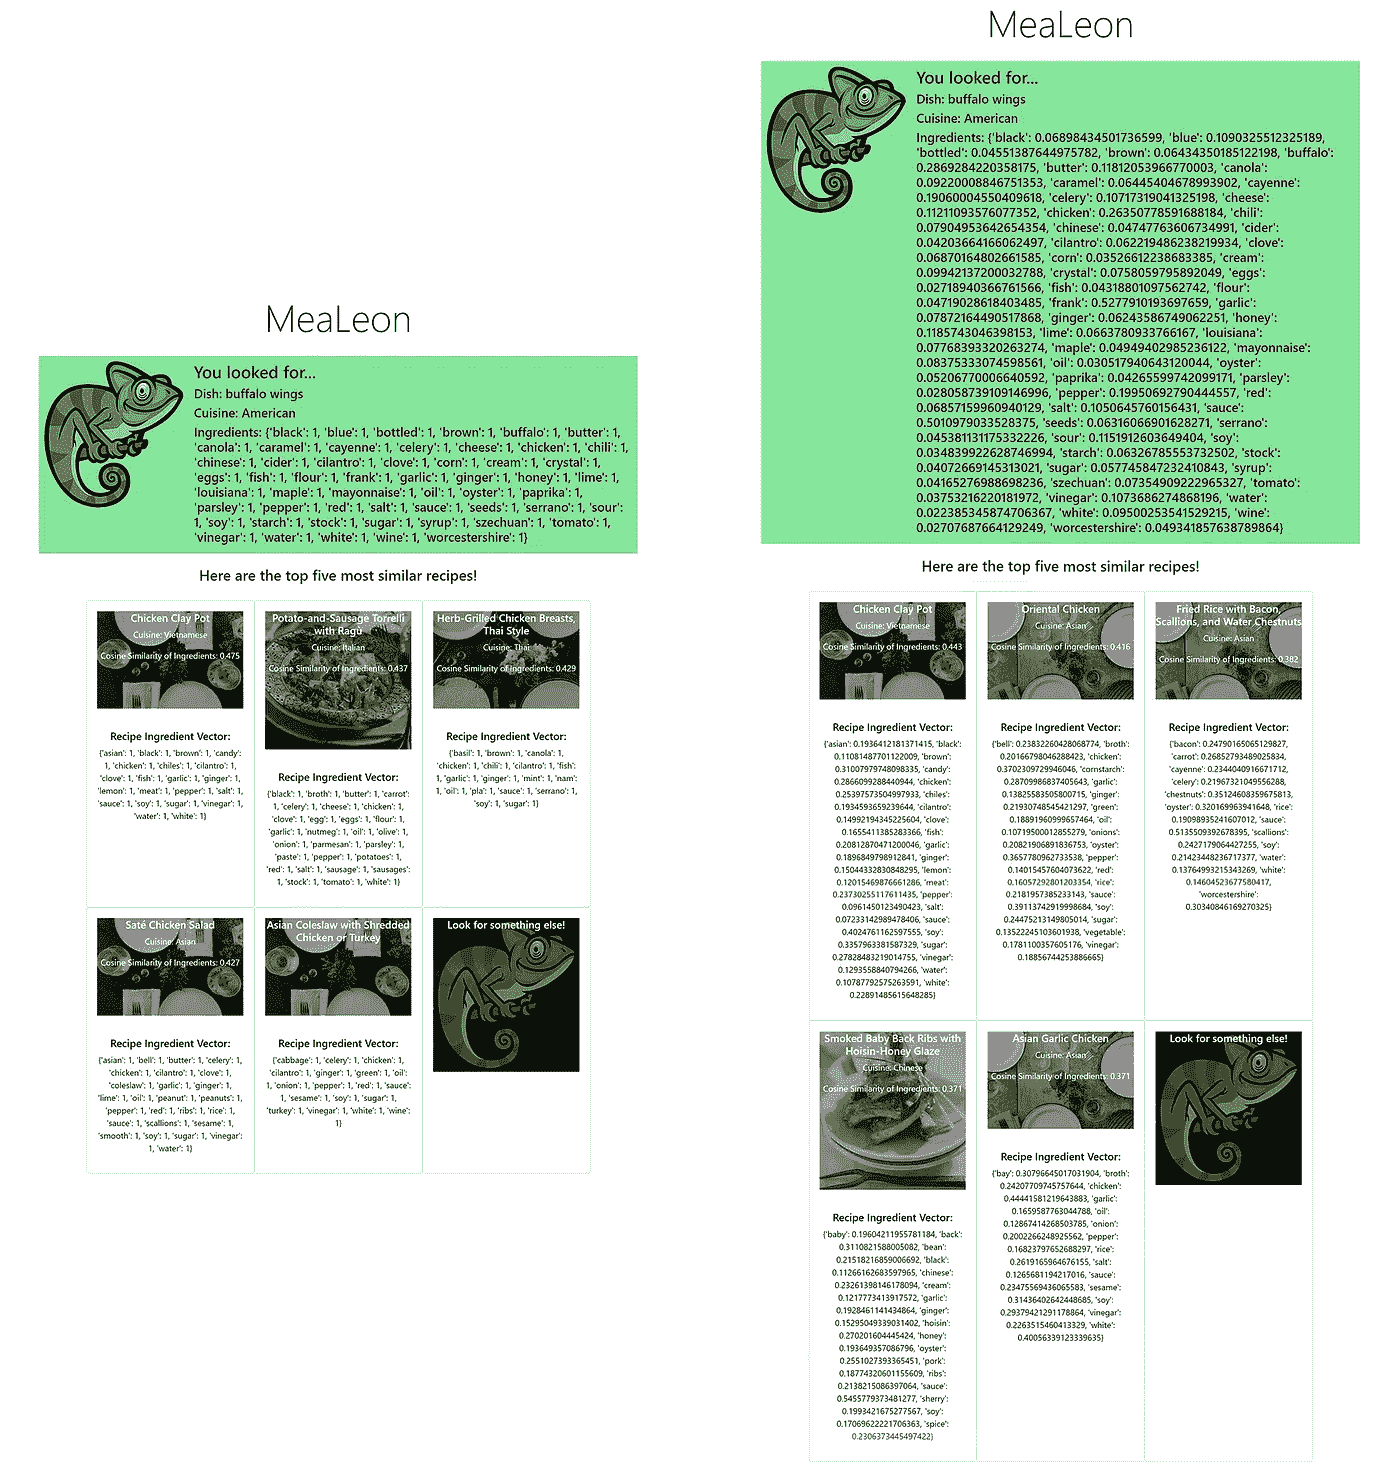 MeaLeon
You looked for...
Dish: buffalo wings
Cuisine: American
Ingredients: {'black': 1, 'blue': 1, 'bottled': 1, 'brown': 1, 'buffalo': 1, 'butter': 1,
'canola': 1, 'caramel': 1, 'cayenne': 1, 'celery': 1, 'cheese': 1, 'chicken': 1, 'chili': 1,
'chinese': 1, 'cider': 1, 'cilantro': 1, 'clove': 1, 'corn': 1, 'cream': 1, 'crystal': 1,
'eggs': 1, 'fish': 1, 'flour': 1, 'frank': 1, 'garlic': 1, 'ginger': 1, 'honey': 1, 'lime': 1,
'louisiana': 1, 'maple': 1, 'mayonnaise': 1, 'oil': 1, 'oyster': 1, 'paprika': 1,
'parsley': 1, 'pepper': 1, 'red': 1, 'salt': 1, 'sauce': 1, 'seeds': 1, 'serrano': 1, 'sour':
1, 'soy': 1, 'starch': 1, 'stock': 1, 'sugar': 1, 'syrup': 1, 'szechuan': 1, 'tomato': 1,
'vinegar': 1, 'water': 1, 'white': 1, 'wine': 1, 'worcestershire': 1}
Here are the top five most similar recipes!
Chicken Clay Pot
Cuisine: Vietnamese
Cosine Similarity of Ingredients: 0.475
Recipe Ingredient Vector:
{'asian': 1, 'black': 1, 'brown': 1, 'candy':
1, 'chicken': 1, 'chiles': 1, 'cilantro': 1,
'clove': 1, 'fish': 1, 'garlic': 1, 'ginger': 1,
'lemon': 1, 'meat': 1, 'pepper': 1, 'salt': 1,
'sauce': 1, 'soy': 1, 'sugar': 1, 'vinegar': 1,
'water': 1, 'white': 1}
Potato-and-Sausage Torrelli
with Ragù
Cuisine: Italian
Cosine Similarity of Ingredients: 0.437
Recipe Ingredient Vector:
{'black': 1, 'broth': 1, 'butter': 1, 'carrot':
1, 'celery': 1, 'cheese': 1, 'chicken': 1,
'clove': 1, 'egg': 1, 'eggs': 1, 'flour': 1,
'garlic': 1, 'nutmeg': 1, 'oil': 1, 'olive': 1,
'onion': 1, 'parmesan': 1, 'parsley': 1,
'paste': 1, 'pepper': 1, 'potatoes': 1,
'red': 1, 'salt': 1, 'sausage': 1, 'sausages':
1, 'stock': 1, 'tomato': 1, 'white': 1}
Herb-Grilled Chicken Breasts,
Thai Style
Cuisine: Thai
Cosine Similarity of Ingredients: 0.429
Recipe Ingredient Vector:
{'basil': 1, 'brown': 1, 'canola': 1,
'chicken': 1, 'chili': 1, 'cilantro': 1, 'fish':
1, 'garlic': 1, 'ginger': 1, 'mint': 1, 'nam':
1, 'oil': 1, 'pla': 1, 'sauce': 1, 'serrano': 1,
'soy': 1, 'sugar': 1}
Saté Chicken Salad
Cuisine: Asian
Cosine Similarity of Ingredients: 0.427
Recipe Ingredient Vector:
{'asian': 1, 'bell': 1, 'butter': 1, 'celery': 1,
'chicken': 1, 'cilantro': 1, 'clove': 1,
'coleslaw': 1, 'garlic': 1, 'ginger': 1,
'lime': 1, 'oil': 1, 'peanut': 1, 'peanuts': 1,
'pepper': 1, 'red': 1, 'ribs': 1, 'rice': 1,
'sauce': 1, 'scallions': 1, 'sesame': 1,
'smooth': 1, 'soy': 1, 'sugar': 1, 'vinegar':
1, 'water': 1}
Asian Coleslaw with Shredded
Chicken or Turkey
Recipe Ingredient Vector:
{'cabbage': 1, 'celery': 1, 'chicken': 1,
'cilantro': 1, 'ginger': 1, 'green': 1, 'oil':
1, 'onion': 1, 'pepper': 1, 'red': 1, 'sauce':
1, 'sesame': 1, 'soy': 1, 'sugar': 1,
'turkey': 1, 'vinegar': 1, 'white': 1, 'wine':
1}
Look for something else!
MeaLeon
You looked for...
Dish: buffalo wings
Cuisine: American
Ingredients: {'black': 0.06898434501736599, 'blue': 0.1090325512332519,
'bottled': 0.04551387644975782, 'brown': 0.06434350185122198, 'buffalo':
0.2869284220358175, 'butter': 0.11812053966770003, 'canola':
0.09220008846751353, 'caramel': 0.06445404678993902, 'cayenne':
0.19060004550409618, 'celery': 0.10717319041325198, 'cheese':
0.11211093576077352, 'chicken': 0.26350778591688184, 'chili':
0.07904953642654354, 'chinese': 0.04747763606734991, 'cider':
0.04203664166062497, 'cilantro': 0.062219486238219934, 'clove':
0.06870164802661585, 'corn': 0.03526612238683385, 'cream':
0.09942137200032788, 'crystal': 0.0758059795892049, 'eggs':
0.02718940366761566, 'fish': 0.04318801097562742, 'flour':
0.04719028618403485, 'frank': 0.5277910193697659, 'garlic':
0.07872164490517868, 'ginger': 0.06243586749062251, 'honey':
0.1185743046398153, 'lime': 0.0663780933766167, 'louisiana':
0.07768393320263274, 'maple': 0.04949402985236122, 'mayonnaise':
0.08375333074598561, 'oil': 0.030517940643120044, 'oyster':
0.05206770006640592, 'paprika': 0.04265599742099171, 'parsley':
0.028058739109146996, 'pepper': 0.19950692790444557, 'red':
0.06857159960940129, 'salt': 0.1050645760156431, 'sauce':
0.5010979033528375, 'seeds': 0.06316066901628271, 'serrano':
0.045381131175332226, 'sour': 0.1151912603649404, 'soy':
0.034839922628746994, 'starch': 0.06326785553732502, 'stock':
0.04072669145313021, 'sugar': 0.057745847232410843, 'syrup':
0.04165276988698236, 'szechuan': 0.07354909222965327, 'tomato':
0.03753216220181972, 'vinegar': 0.1073686274868196, 'water':
0.022385345874706367, 'white': 0.09500253541529215, 'wine':
0.02707687664129249, 'worcestershire': 0.049341857638789864}
Here are the top five most similar recipes!
Chicken Clay Pot
Cuisine: Vietnamese
Cosine Similarity of Ingredients: 0.443
Recipe Ingredient Vector:
{'asian': 0.1936412181371415, 'black':
0.11081487701122009, 'brown':
0.31007979748098335, 'candy':
0.2866099288440944, 'chicken':
0.25397573504997933, 'chiles':
0.1934593659239644, 'cilantro':
0.14992194345225604, 'clove':
0.1655411385283366, 'fish':
0.20812870471200046, 'garlic':
0.1896849798912841, 'ginger':
0.15044332830848295, 'lemon':
0.12015469876661286, 'meat':
0.23730255117611435, 'pepper':
0.0961450123490423, 'salt':
0.07233142989478406, 'sauce':
0.4024761162597555, 'soy':
0.3357963381587329, 'sugar':
0.27828483219014755, 'vinegar':
0.1293558840794266, 'water':
0.1078779257526359­1, 'white':
0.22891485615648285}
Oriental Chicken
Cuisine: Asian
Cosine Similarity of Ingredients: 0.416
Recipe Ingredient Vector:
{'bell': 0.23832260428068774, 'broth':
0.20166798046288423, 'chicken':
0.370230972994­6046, 'cornstarch':
0.28709986837405643, 'garlic':
0.13825583505800715, 'ginger':
0.21930748545421297, 'green':
0.18891960999657464, 'oil':
0.10719500012855279, 'onions':
0.20821906891836753, 'oyster':
0.3657780962733538, 'pepper':
0.14015457604073622, 'red':
0.16057292801203354, 'rice':
0.2181957385233143, 'sauce':
0.39113742919998684, 'soy':
0.24475213149805014, 'sugar':
0.13522245103601938, 'vegetable':
0.1781100357605176, 'vinegar':
0.18856744253886665}
Fried Rice with Bacon,
Scallions, and Water Chestnuts
Cuisine: Asian
Cosine Similarity of Ingredients: 0.382
Recipe Ingredient Vector:
{'bacon': 0.24790165065129827,
'carrot': 0.26852793489025834,
'cayenne': 0.2344040916671712,
'celery': 0.21967321049556288,
'chestnuts': 0.35124608359675813,
'oyster': 0.320169963941648, 'rice':
0.19098935241607012, 'sauce':
0.5135509392678395, 'scallions':
0.2427179064427255, 'soy':
0.21423448236717377, 'water':
0.13764993215343269, 'white':
0.14604523677580417,
'worcestershire':
0.30340846169270325}
Smoked Baby Back Ribs with
Hoisin-Honey Glaze
Cuisine: Chinese
Cosine Similarity of Ingredients: 0.371
Recipe Ingredient Vector:
{'baby': 0.19604211955781184, 'back':
0.3110821588005082, 'bean':
0.21518216859006692, 'black':
0.11266162683597965, 'chinese':
0.23261398146178094, 'cream':
0.1217773413917572, 'garlic':
0.1928461141434864, 'ginger':
0.15295049339031402, 'hoisin':
0.270201604445424, 'honey':
0.193649357086796, 'oyster':
0.2551027393365451, 'pork':
0.18774320601155609, 'ribs':
0.2138215086397064, 'sauce':
0.5455779373481277, 'sherry':
0.1993421675277567, 'soy':
0.17069622221706363, 'spice':
0.2306373445497422}
Asian Garlic Chicken
Cuisine: Asian
Cosine Similarity of Ingredients: 0.371
Recipe Ingredient Vector:
{'bay': 0.30796645017031904, 'broth':
0.24207709745757644, 'chicken':
0.44441581219643883, 'garlic':
0.1659587763044788, 'oil':
0.12867414268503785, 'onion':
0.2002266248925562, 'pepper':
0.16823797652688297, 'rice':
0.2619165964676155, 'salt':
0.1265681194217016, 'sauce':
0.23475569436065583, 'sesame':
0.31436402642448685, 'soy':
0.29379421291178864, 'vinegar':
0.2263515460413329, 'white':
0.40056339123339635}
Look for something else!